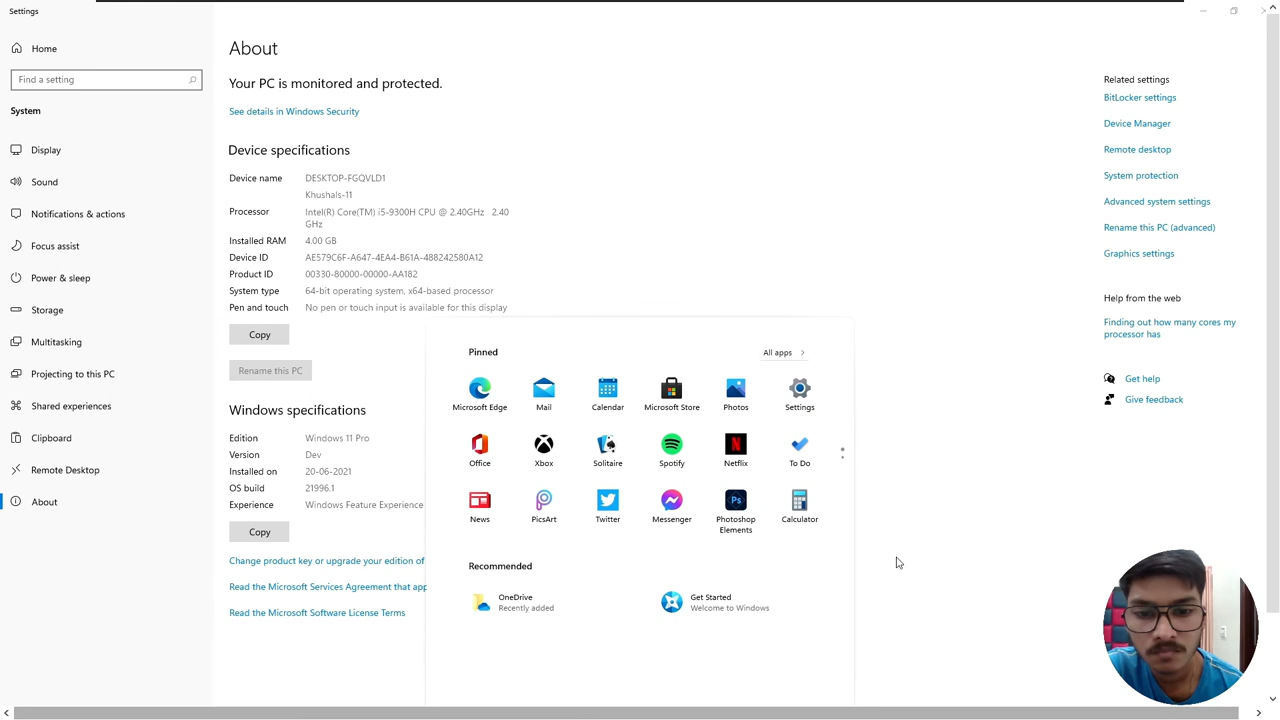 Settings
Home
Find a setting
System
Display
Sound
Notifications & actions
Focus assist
Power & sleep
Storage
Multitasking
Projecting to this PC
Shared experiences
Clipboard
Remote Desktop
About
About
Your PC is monitored and protected.
See details in Windows Security
Device specifications
Device name DESKTOP-FGQVLD1
Khushals-11
Processor Intel(R) Core(TM) i5-9300H CPU @ 2.40GHz 2.40
GHz
Installed RAM 4.00 GB
Device ID AE579C6F-A647-4EA4-B61A-488242580A12
Product ID 00330-80000-00000-AA182
System type 64-bit operating system, x64-based processor
Pen and touch No pen or touch input is available for this display
Copy
Rename this PC
Windows specifications
Edition Windows 11 Pro
Version Dev
Installed on 20-06-2021
OS build 21996.1
Experience Windows Feature Experience
Copy
Change product key or upgrade your edition of
Read the Microsoft Services Agreement that app
Read the Microsoft Software License Terms
Pinned All apps
Microsoft Edge Mail Calendar Microsoft Store Photos Settings
Office Xbox Solitaire Spotify Netflix To Do
News PicsArt Twitter Messenger Photoshop Calculator
Elements
Recommended
OneDrive Get Started
Recently added Welcome to Windows
Related settings
BitLocker settings
Device Manager
Remote desktop
System protection
Advanced system settings
Rename this PC (advanced)
Graphics settings
Help from the web
Finding out how many cores my
processor has
Get help
Give feedback